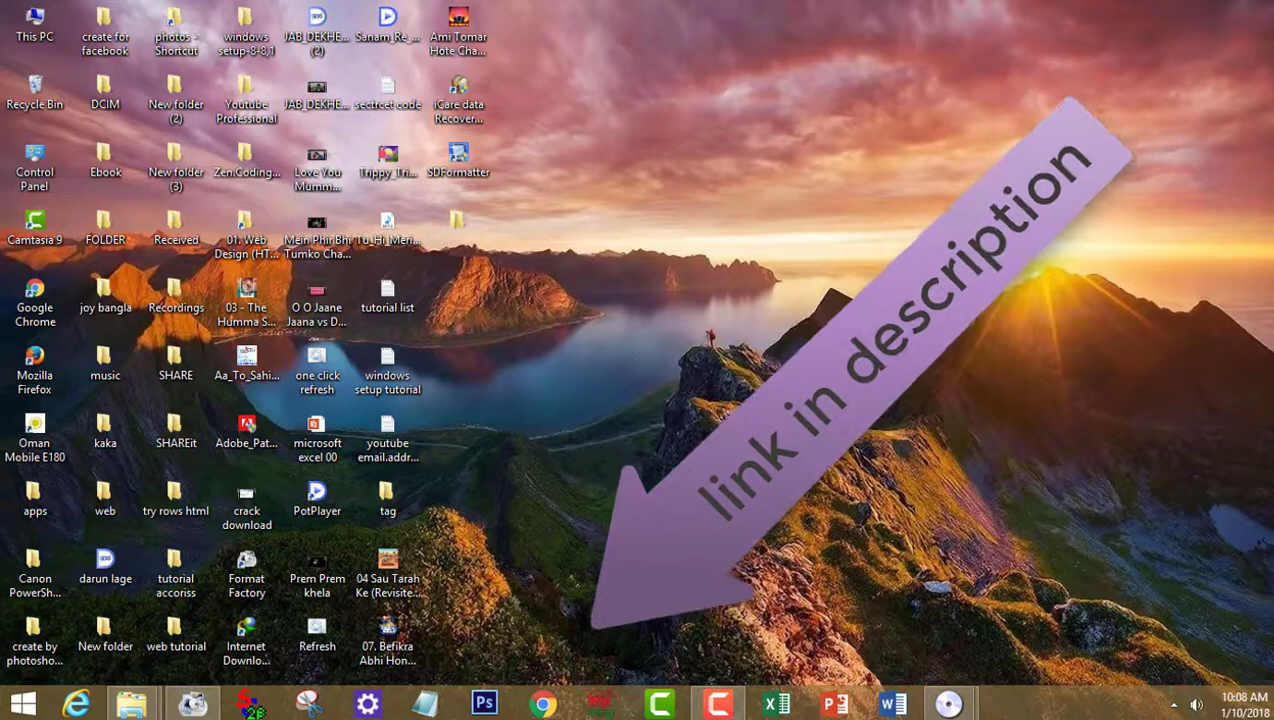 This PC
create for
facebook
photos -
Shortcut
windows
setup-8-8,1
JAB_DEKHE...
(2)
Sanam_Re_...
Ami Tomar
Hote Cha...
Recycle Bin
DCIM
New folder
(2)
Youtube
Professional
JAB_DEKHE...
sectrcet code
iCare data
Recover...
Control
Panel
Ebook
New folder
(3)
Zen.Coding...
Love You
Mumm...
Trippy_Tri...
SDFormatter
Camtasia 9
FOLDER
Received
01. Web
Design (HT...
Mein Phir Bhi
Tumko Cha...
Tu_Hi_Meri...
Google
Chrome
joy bangla
Recordings
03 - The
Humma S...
O O Jaane
Jaana vs D...
tutorial list
Mozilla
Firefox
music
SHARE
Aa_To_Sahi...
one click
refresh
windows
setup tutorial
Oman
Mobile E180
kaka
SHAREit
Adobe_Pat...
microsoft
excel 00
youtube
email.addr...
apps
web
try rows html
crack
download
PotPlayer
tag
Canon
PowerSh...
darun lage
tutorial
accoriss
Format
Factory
Prem Prem
khela
04 Sau Tarah
Ke (Revisite...
create by
photosho...
New folder
web tutorial
Internet
Downlo...
Refresh
07. Befikra
Abhi Hon...
link in description
Ps
10:08 AM
1/10/2018